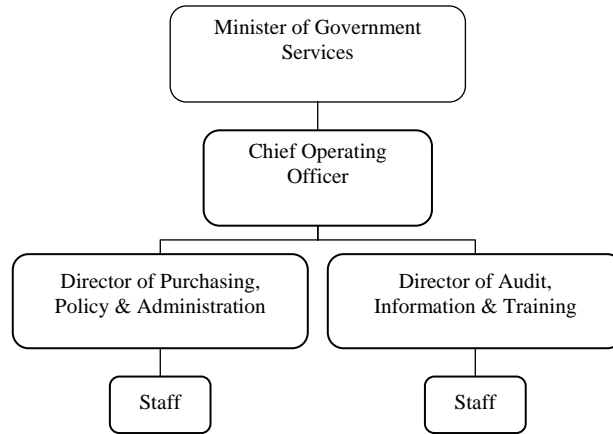 Minister of Government
Services
Chief Operating
Officer
Director of Purchasing,
Policy & Administration
Director of Audit,
Information & Training
Staff
Staff